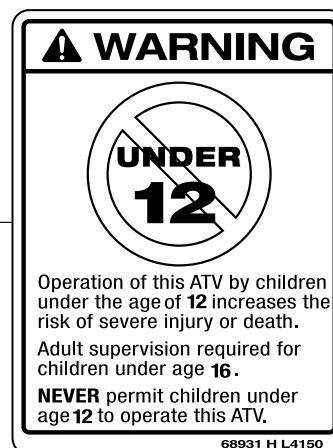 WARNING
UNDER
12
Operation of this ATV by children
under the age of 12 increases the
risk of severe injury or death.
Adult supervision required for
children under age 16.
NEVER permit children under
age 12 to operate this ATV.
68931 H L4150